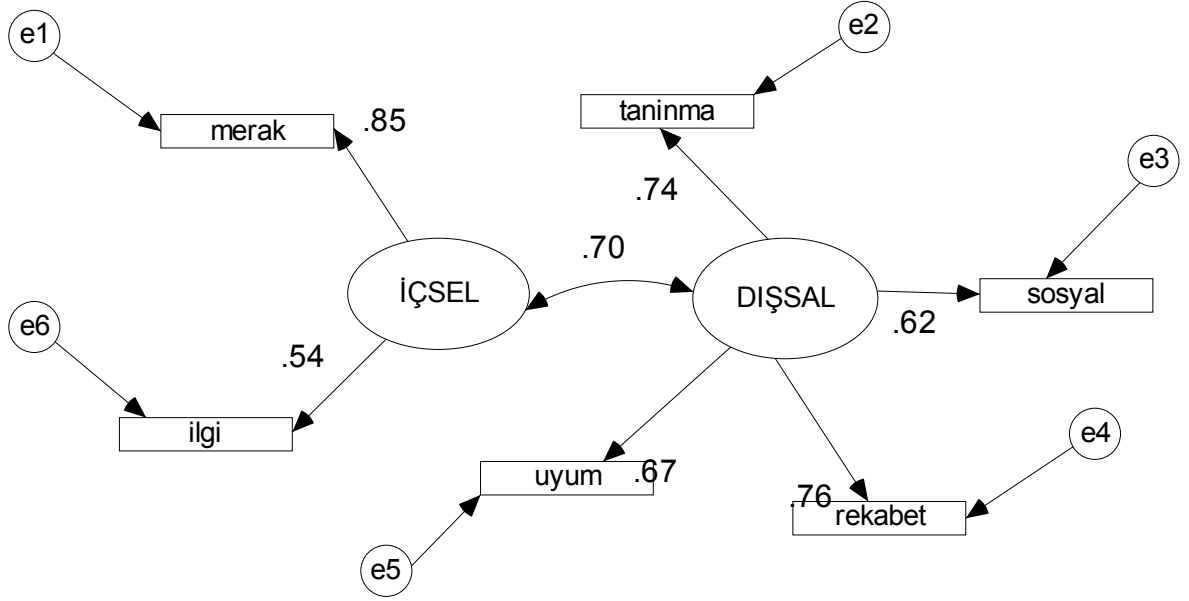 e1
e2
merak
.85
taninma
e3
.74
.70
İÇSEL
DIŞSAL
sosyal
.62
e6
.54
ilgi
e4
uyum
.67
.76
rekabet
e5